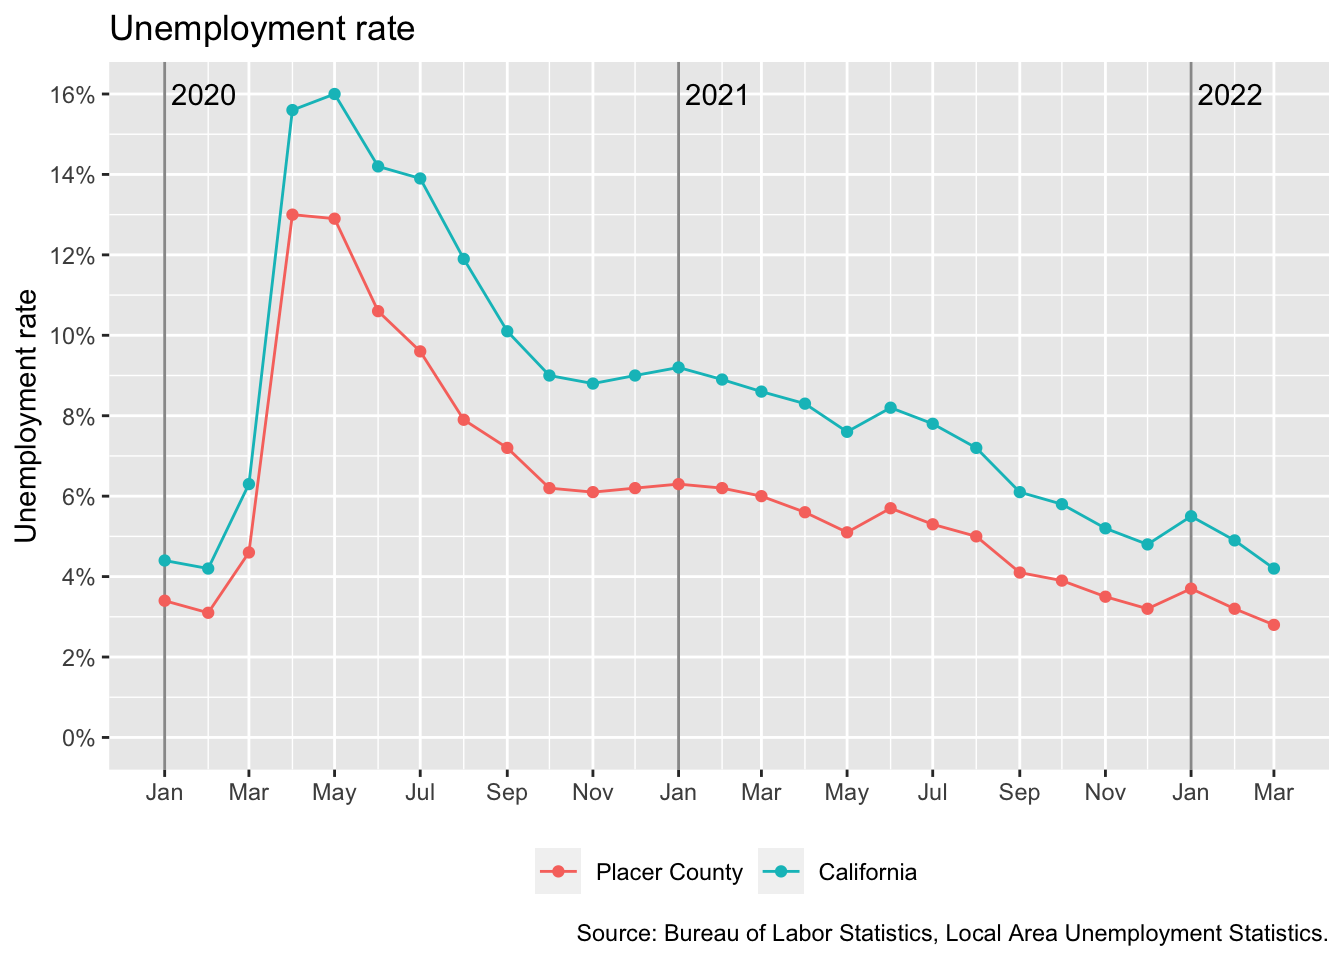 Unemployment rate
2020 2021 2022
Unemployment rate
16%
14%
12%
10%
8%
6%
4%
2%
0%
Jan Mar May Jul Sep Nov Jan Mar May Jul Sep Nov Jan Mar
Placer County California
Source: Bureau of Labor Statistics, Local Area Unemployment Statistics.